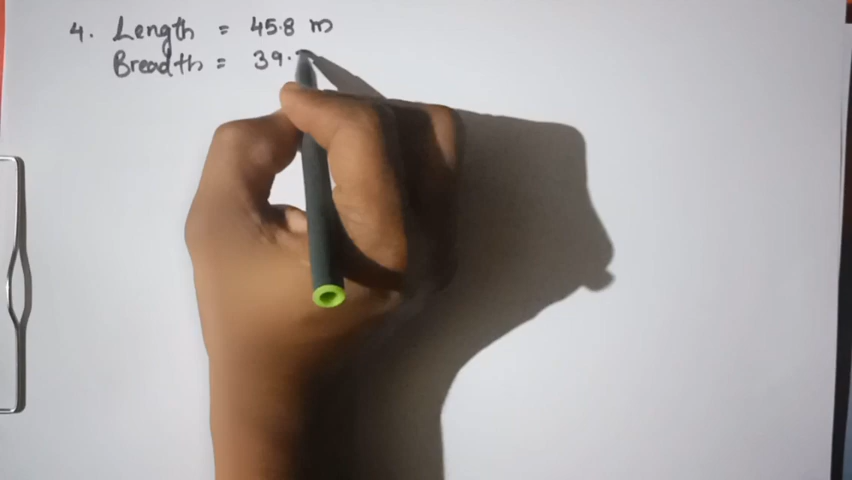 4. Length = 45.8 m
Breadth = 39.